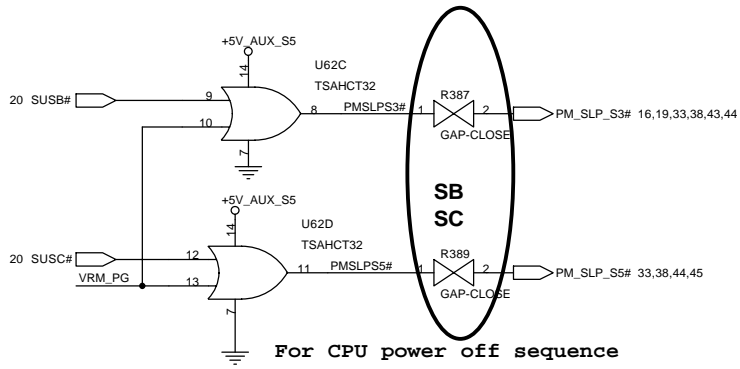 +5V_AUX_S5
U62C
TSAHCT32
14
20 SUSB#
9
10
8
PMSLPS3#
7
R387
1
2
GAP-CLOSE
PM_SLP_S3# 16,19,33,38,43,44
SB
SC
+5V_AUX_S5
U62D
TSAHCT32
14
20 SUSC#
12
VRM_PG
13
11
PMSLPS5#
7
R389
1
2
GAP-CLOSE
PM_SLP_S5# 33,38,44,45
For CPU power off sequence